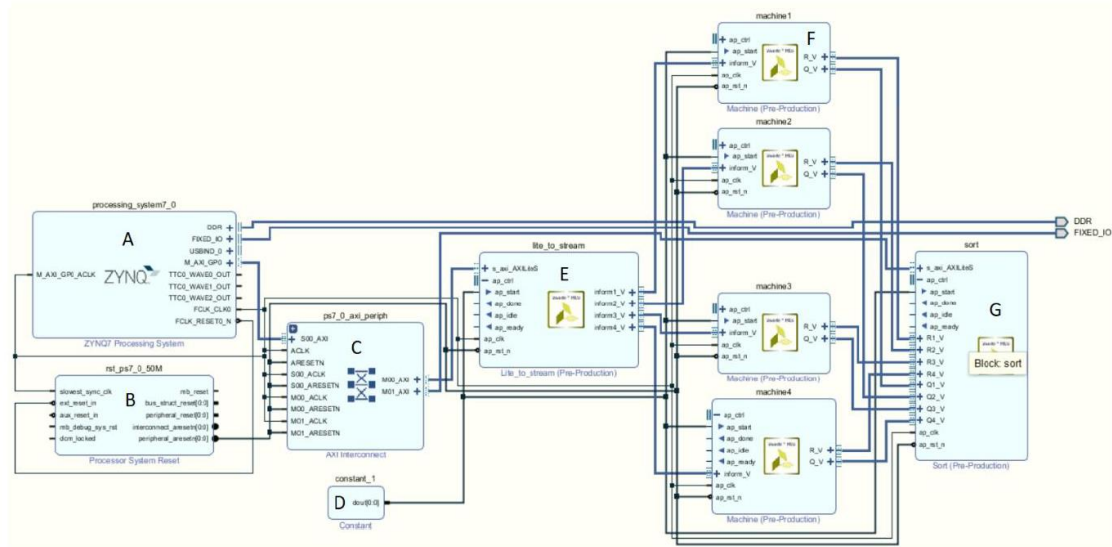 processing_system7_0
A
DDR
FIXED_IO
USBIND_0
M_AXI_GP0
M_AXI_GP0_ACLK
ZYNQ
TTC0_WAVE0_OUT
TTC0_WAVE1_OUT
TTC0_WAVE2_OUT
FCLK_CLK0
FCLK_RESET0_N
ZYNQ7 Processing System
rst_ps7_0_50M
B
slowest_sync_clk
ext_reset_in
aux_reset_in
mb_debug_sys_rst
dcm_locked
mb_reset
bus_struct_reset[0:0]
peripheral_reset[0:0]
interconnect_aresetn[0:0]
peripheral_aresetn[0:0]
Processor System Reset
ps7_0_axi_periph
C
S00_AXI
ACLK
ARESETN
S00_ACLK
S00_ARESETN
M00_ACLK
M00_ARESETN
M01_ACLK
M01_ARESETN
M00_AXI
M01_AXI
AXI Interconnect
constant_1
D
dout[0:0]
Constant
lite_to_stream
E
s_axi_AXILiteS
ap_ctrl
ap_start
ap_done
ap_idle
ap_ready
ap_clk
ap_rst_n
inform1_V
inform2_V
inform3_V
inform4_V
Lite_to_stream (Pre-Production)
machine1
F
ap_ctrl
ap_start
inform_V
ap_clk
ap_rst_n
R_V
Q_V
Machine (Pre-Production)
machine2
ap_ctrl
ap_start
inform_V
ap_clk
ap_rst_n
R_V
Q_V
Machine (Pre-Production)
machine3
ap_ctrl
ap_start
inform_V
ap_clk
ap_rst_n
R_V
Q_V
Machine (Pre-Production)
machine4
ap_ctrl
ap_start
ap_done
ap_idle
ap_ready
inform_V
ap_clk
ap_rst_n
R_V
Q_V
Machine (Pre-Production)
DDR
FIXED_IO
sort
G
s_axi_AXILiteS
ap_ctrl
ap_start
ap_done
ap_idle
ap_ready
R1_V
R2_V
R3_V
R4_V
Q1_V
Q2_V
Q3_V
Q4_V
ap_clk
ap_rst_n
Block: sort
Sort (Pre-Production)